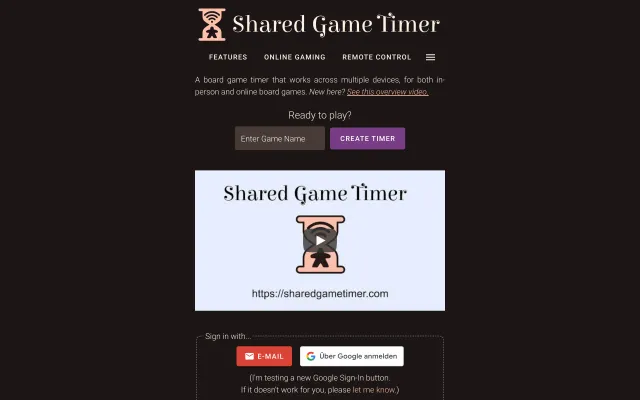 Shared Game Timer
FEATURES
ONLINE GAMING
REMOTE CONTROL
A board game timer that works across multiple devices, for both in-
person and online board games. New here? See this overview video.
Ready to play?
Enter Game Name
CREATE TIMER
Shared Game Timer
https://sharedgametimer.com
Sign in with...
E-MAIL
Über Google anmelden
(I'm testing a new Google Sign-In button.
If it doesn't work for you, please let me know.)